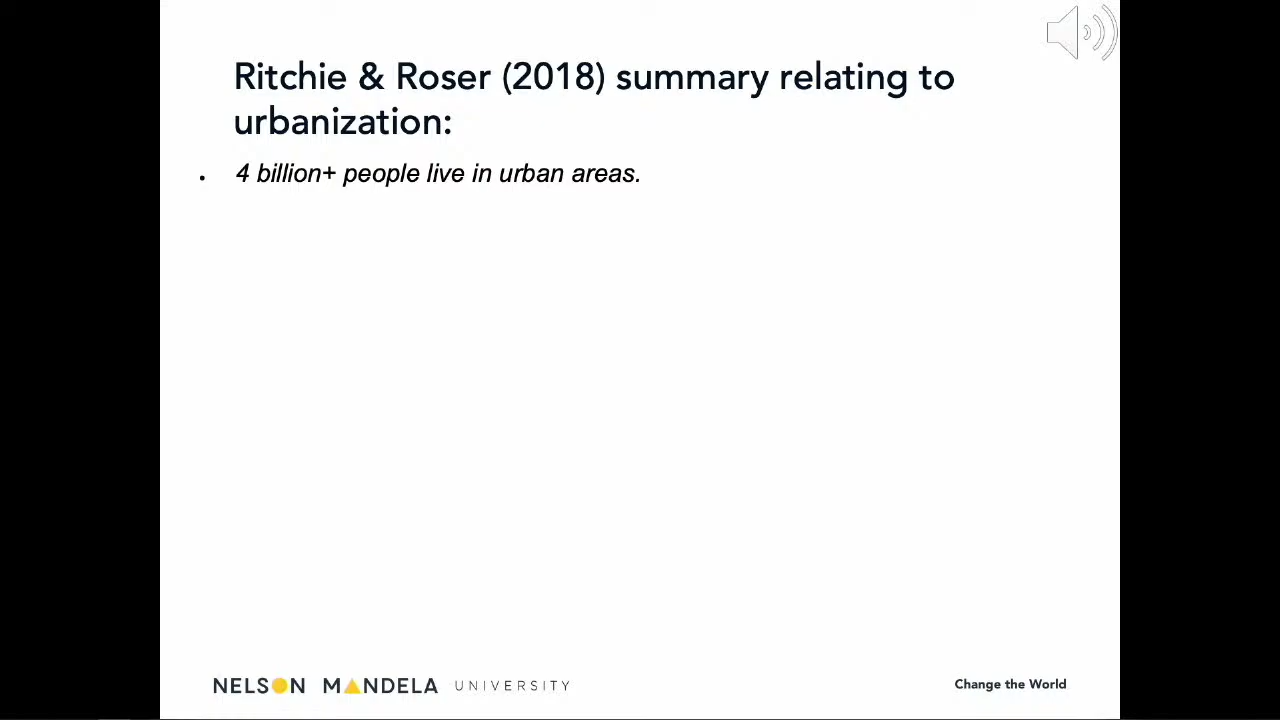 Ritchie & Roser (2018) summary relating to
urbanization:
• 4 billion+ people live in urban areas.
NELSON MANDELA UNIVERSITY
Change the World